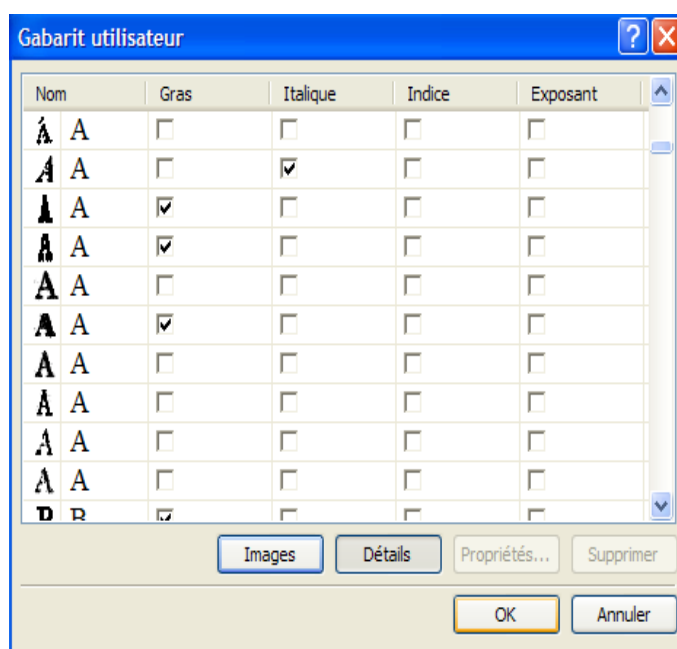 Gabarit utilisateur
Nom Gras Italique Indice Exposant
Á A
A A
A A
A A
A A
A A
A A
A A
A A
A A
B B
Images Détails Propriétés... Supprimer
OK Annuler